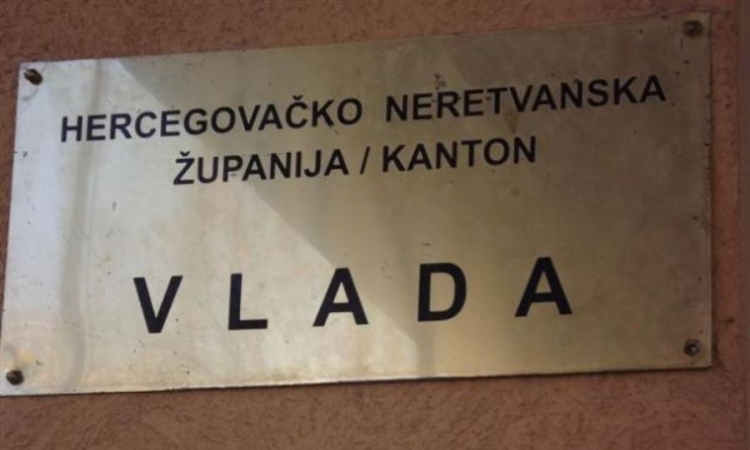 HERCEGOVAČKO NERETVANSKA
ŽUPANIJA / KANTON
VLADA